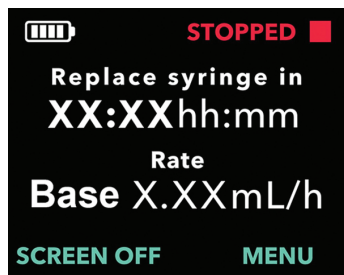 STOPPED
Replace syringe in
XX:XXhh:mm
Rate
Base X.XXmL/h
SCREEN OFF MENU